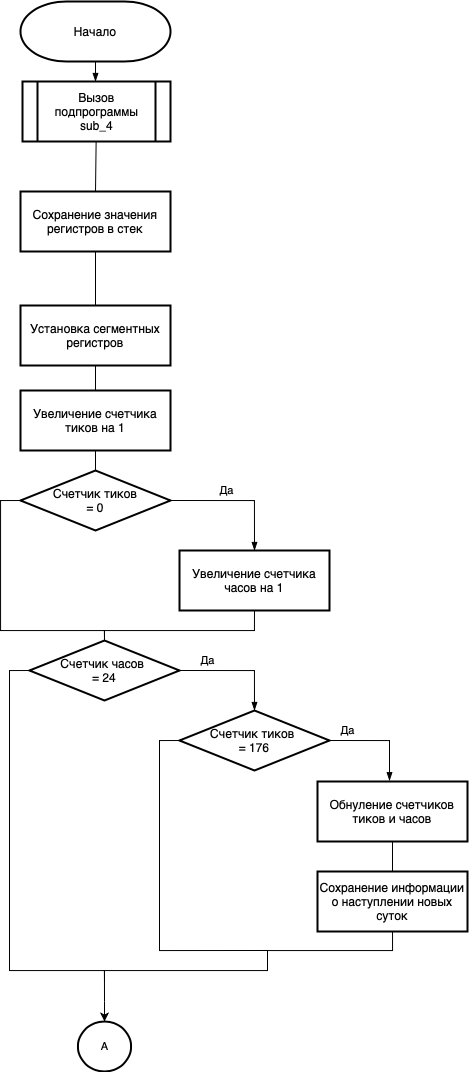 Начало
Вызов
подпрограммы
sub_4
Сохранение значения
регистров в стек
Установка сегментных
регистров
Увеличение счетчика
тиков на 1
Счетчик тиков
= 0
Да
Увеличение счетчика
часов на 1
Счетчик часов
= 24
Да
Счетчик тиков
= 176
Да
Обнуление счетчиков
тиков и часов
Сохранение информации
о наступлении новых
суток
A